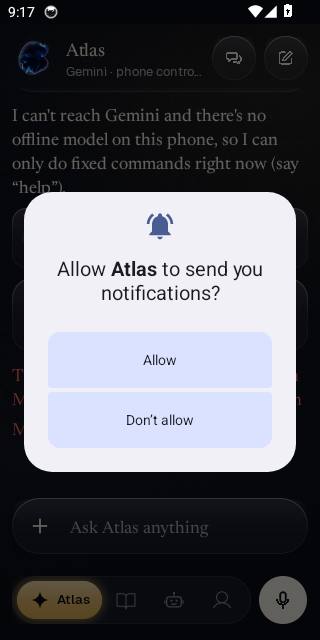 9:17
Atlas
Gemini · phone contro...
I can't reach Gemini and there's no
offline model on this phone, so I can
only do fixed commands right now (say
“help”).
Allow Atlas to send you
notifications?
Allow
Don't allow
Ask Atlas anything
Atlas